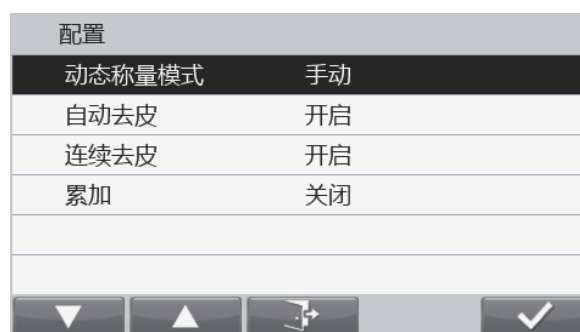 配置
动态称量模式 手动
自动去皮 开启
连续去皮 开启
累加 关闭